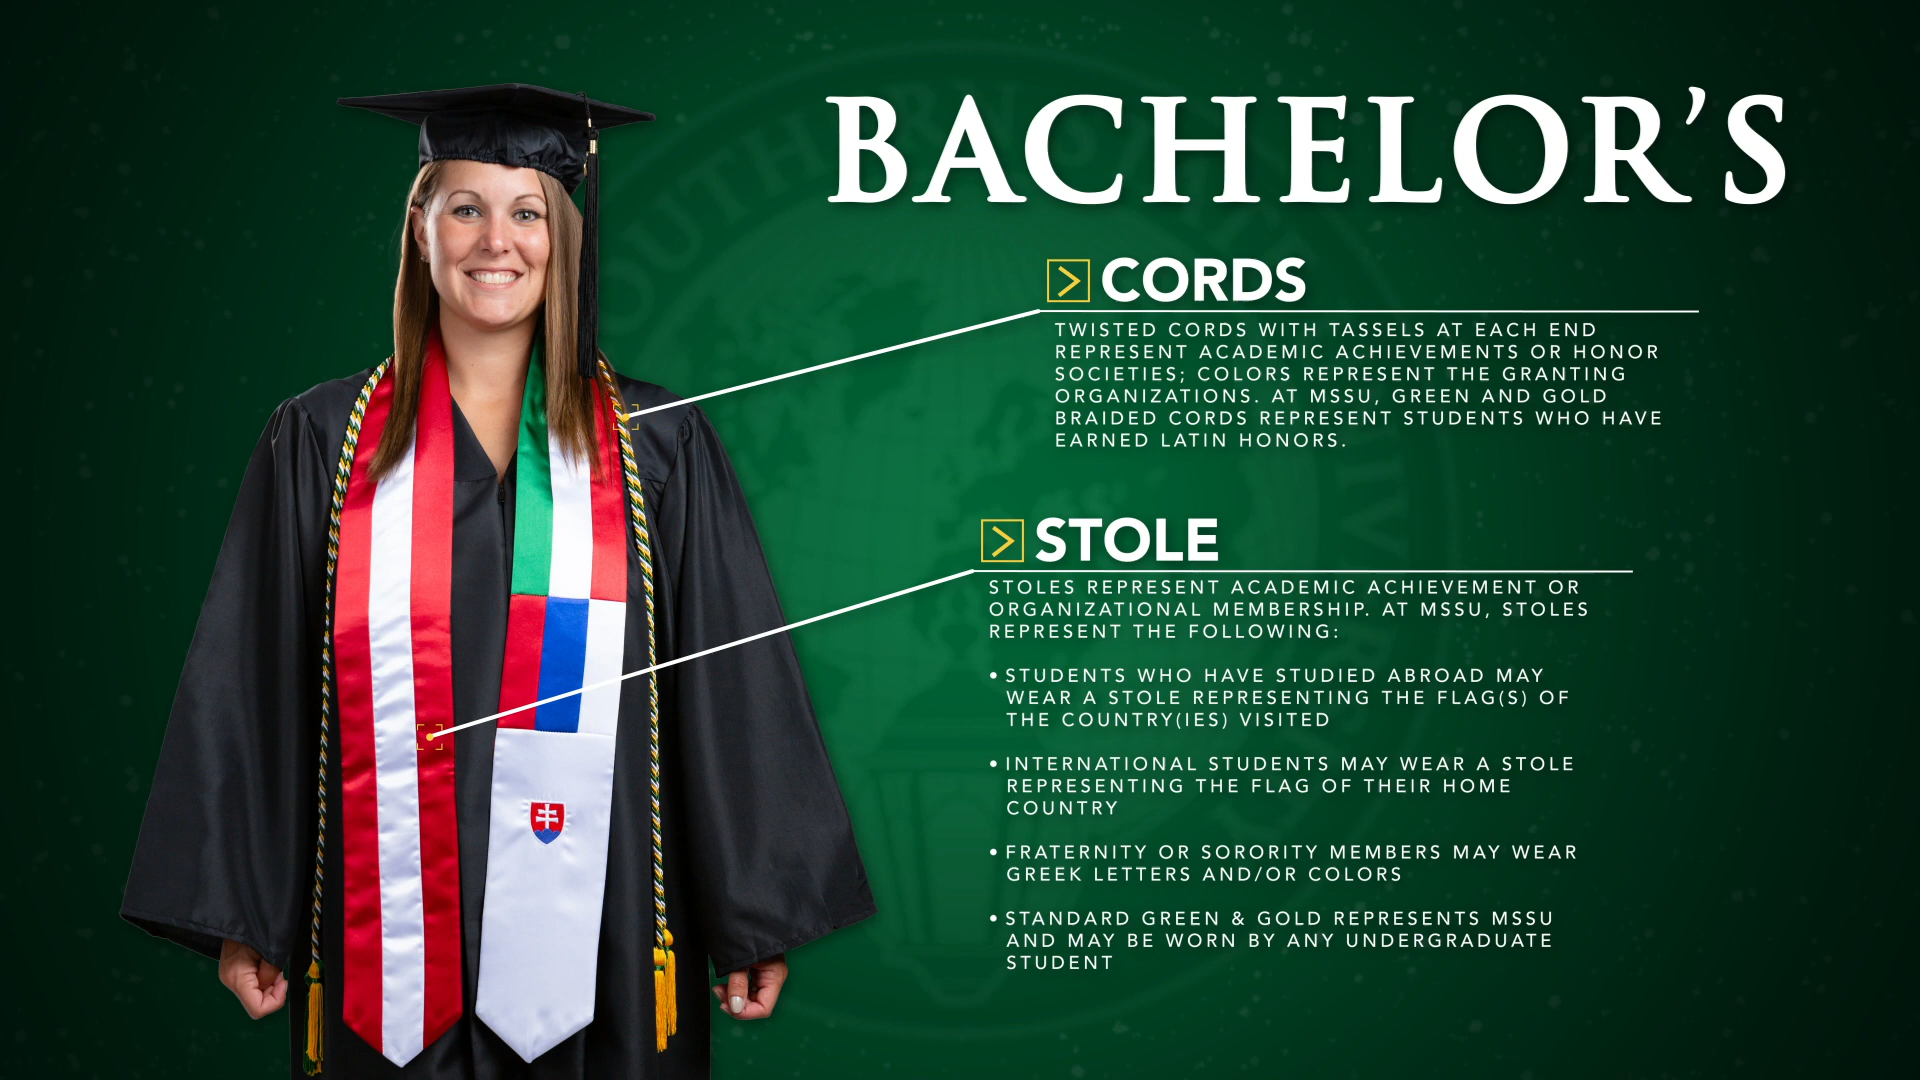 BACHELOR'S
CORDS
TWISTED CORDS WITH TASSELS AT EACH END
REPRESENT ACADEMIC ACHIEVEMENTS OR HONOR
SOCIETIES; COLORS REPRESENT THE GRANTING
ORGANIZATIONS. AT MSSU, GREEN AND GOLD
BRAIDED CORDS REPRESENT STUDENTS WHO HAVE
EARNED LATIN HONORS.
STOLE
STOLES REPRESENT ACADEMIC ACHIEVEMENT OR
ORGANIZATIONAL MEMBERSHIP. AT MSSU, STOLES
REPRESENT THE FOLLOWING:
• STUDENTS WHO HAVE STUDIED ABROAD MAY
WEAR A STOLE REPRESENTING THE FLAG(S) OF
THE COUNTRY(IES) VISITED
• INTERNATIONAL STUDENTS MAY WEAR A STOLE
REPRESENTING THE FLAG OF THEIR HOME
COUNTRY
• FRATERNITY OR SORORITY MEMBERS MAY WEAR
GREEK LETTERS AND/OR COLORS
• STANDARD GREEN & GOLD REPRESENTS MSSU
AND MAY BE WORN BY ANY UNDERGRADUATE
STUDENT